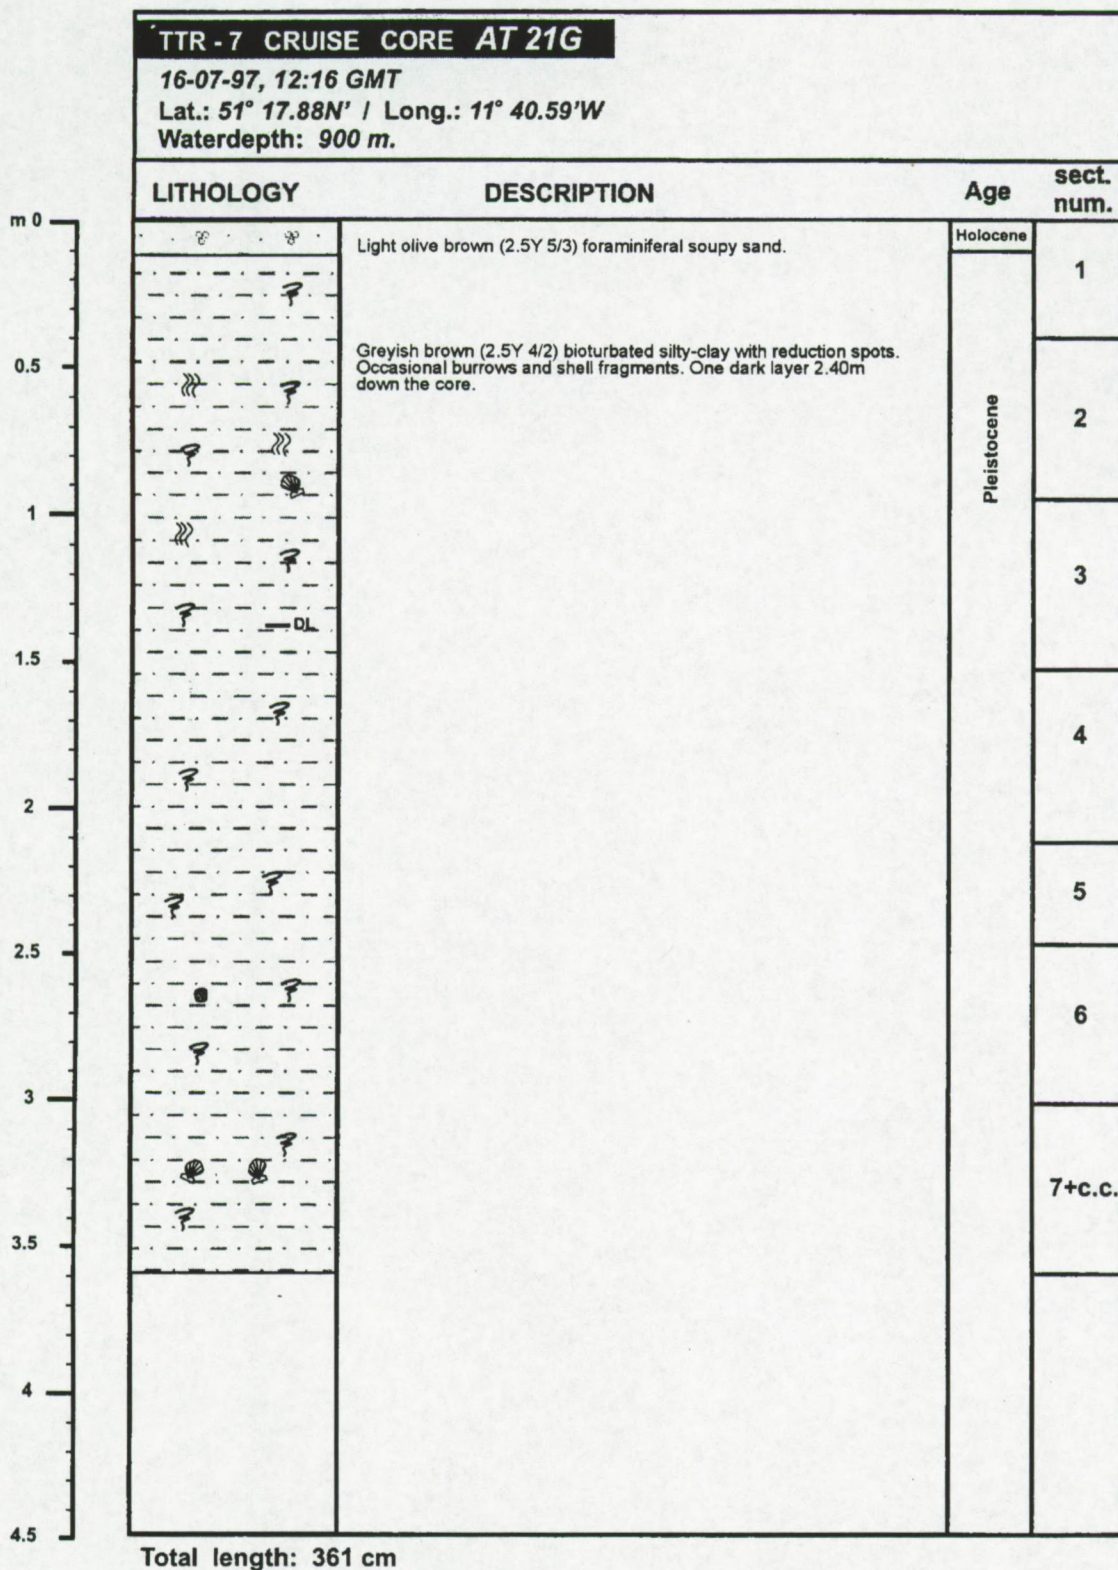 TTR - 7 CRUISE CORE AT 21G
16-07-97, 12:16 GMT
Lat.: 51° 17.88N' / Long.: 11° 40.59'W
Waterdepth: 900 m.
LITHOLOGY DESCRIPTION Age sect. num.
m 0
Light olive brown (2.5Y 5/3) foraminiferal soupy sand.
Holocene
1
Greyish brown (2.5Y 4/2) bioturbated silty-clay with reduction spots.
Occasional burrows and shell fragments. One dark layer 2.40m
down the core.
0.5
Pleistocene
2
1
3
DL
1.5
4
2
5
2.5
6
3
7+c.c.
3.5
4
4.5
Total length: 361 cm